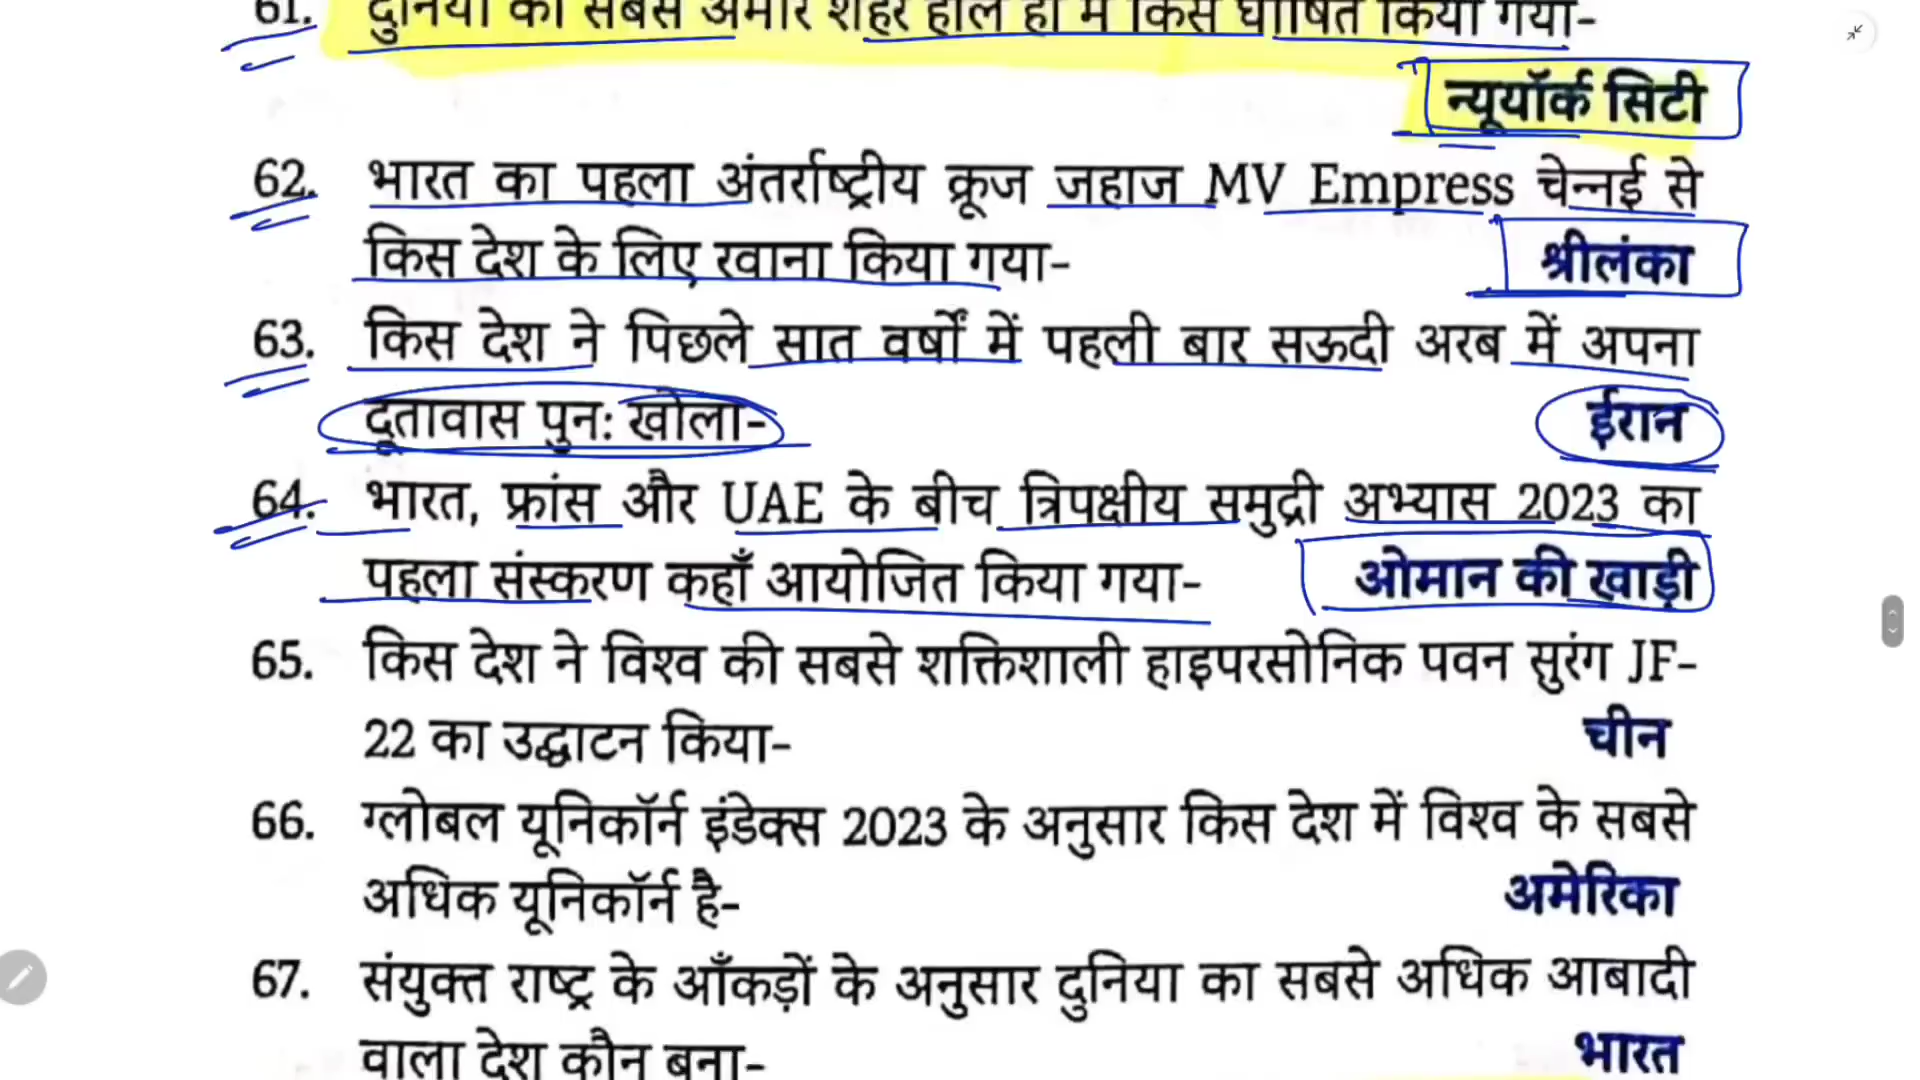 61. दुनिया का सबसे अमीर शहर हाल ही में किसे घोषित किया गया-
न्यूयॉर्क सिटी
62. भारत का पहला अंतर्राष्ट्रीय क्रूज जहाज MV Empress चेन्नई से
किस देश के लिए रवाना किया गया- श्रीलंका
63. किस देश ने पिछले सात वर्षों में पहली बार सऊदी अरब में अपना
दूतावास पुन: खोला- ईरान
64. भारत, फ्रांस और UAE के बीच त्रिपक्षीय समुद्री अभ्यास 2023 का
पहला संस्करण कहाँ आयोजित किया गया- ओमान की खाड़ी
65. किस देश ने विश्व की सबसे शक्तिशाली हाइपरसोनिक पवन सुरंग JF-
22 का उद्घाटन किया- चीन
66. ग्लोबल यूनिकॉर्न इंडेक्स 2023 के अनुसार किस देश में विश्व के सबसे
अधिक यूनिकॉर्न है- अमेरिका
67. संयुक्त राष्ट्र के आँकड़ों के अनुसार दुनिया का सबसे अधिक आबादी
वाला देश कौन बना- भारत